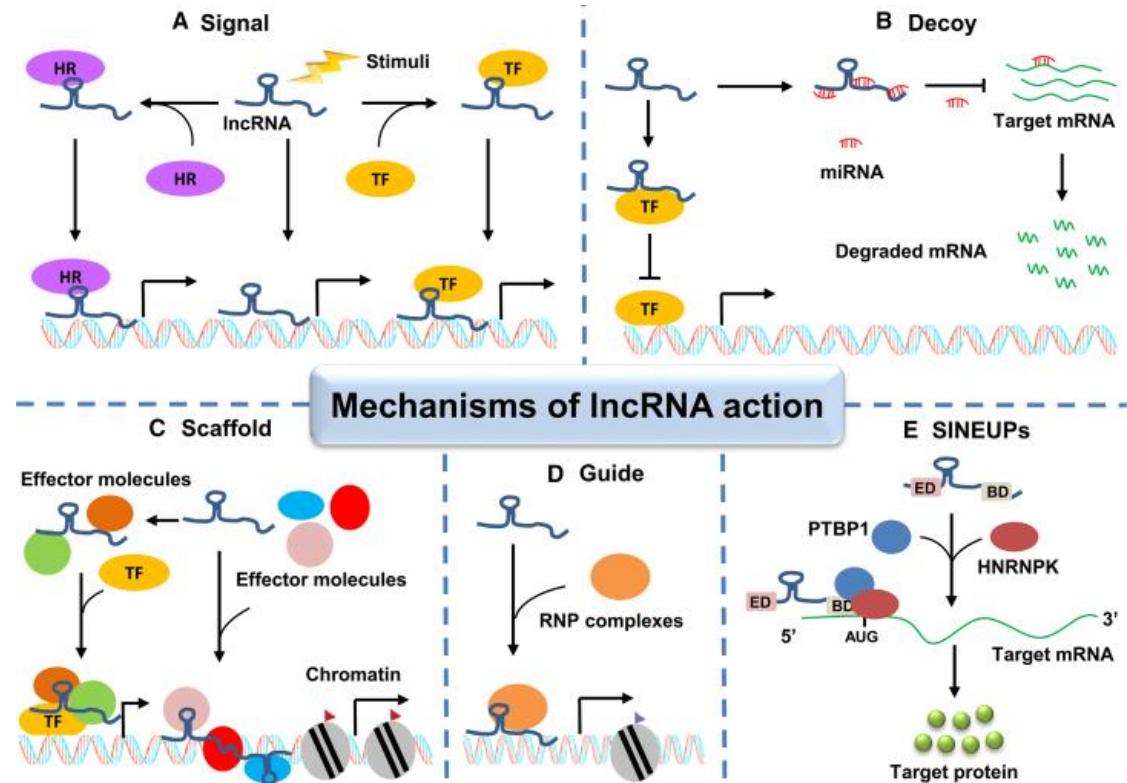 A Signal
HR
Stimuli
TF
lncRNA
HR
TF
HR
TF
B Decoy
Target mRNA
miRNA
TF
Degraded mRNA
TF
Mechanisms of lncRNA action
C Scaffold
Effector molecules
TF
Effector molecules
Chromatin
TF
D Guide
RNP complexes
E SINEUPs
ED
BD
PTBP1
HNRNPK
ED
BD
5’
AUG
3’
Target mRNA
Target protein